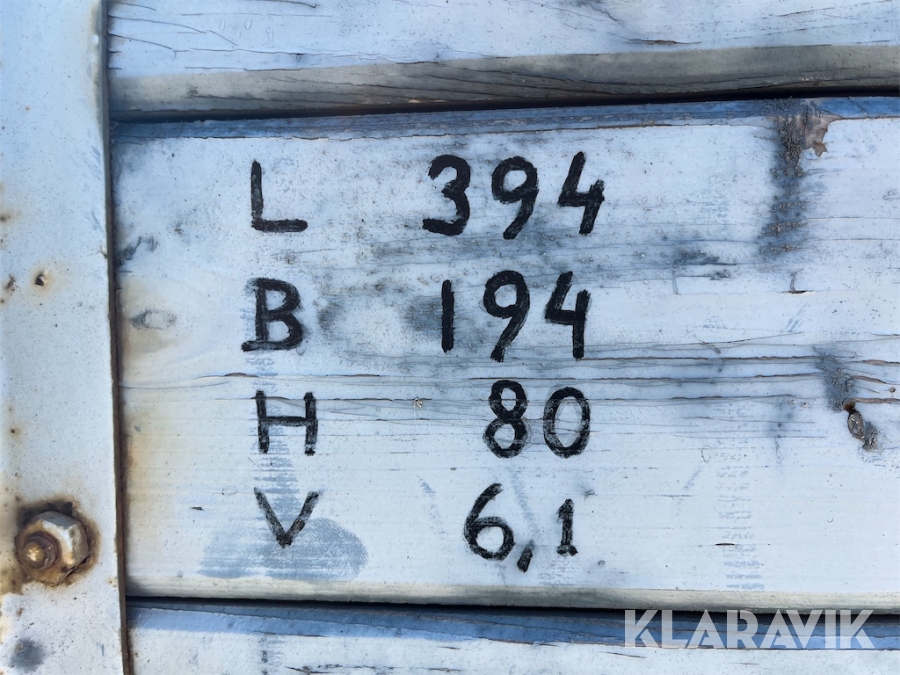 L 394
B 194
H 80
V 6,1
KLARAVIK